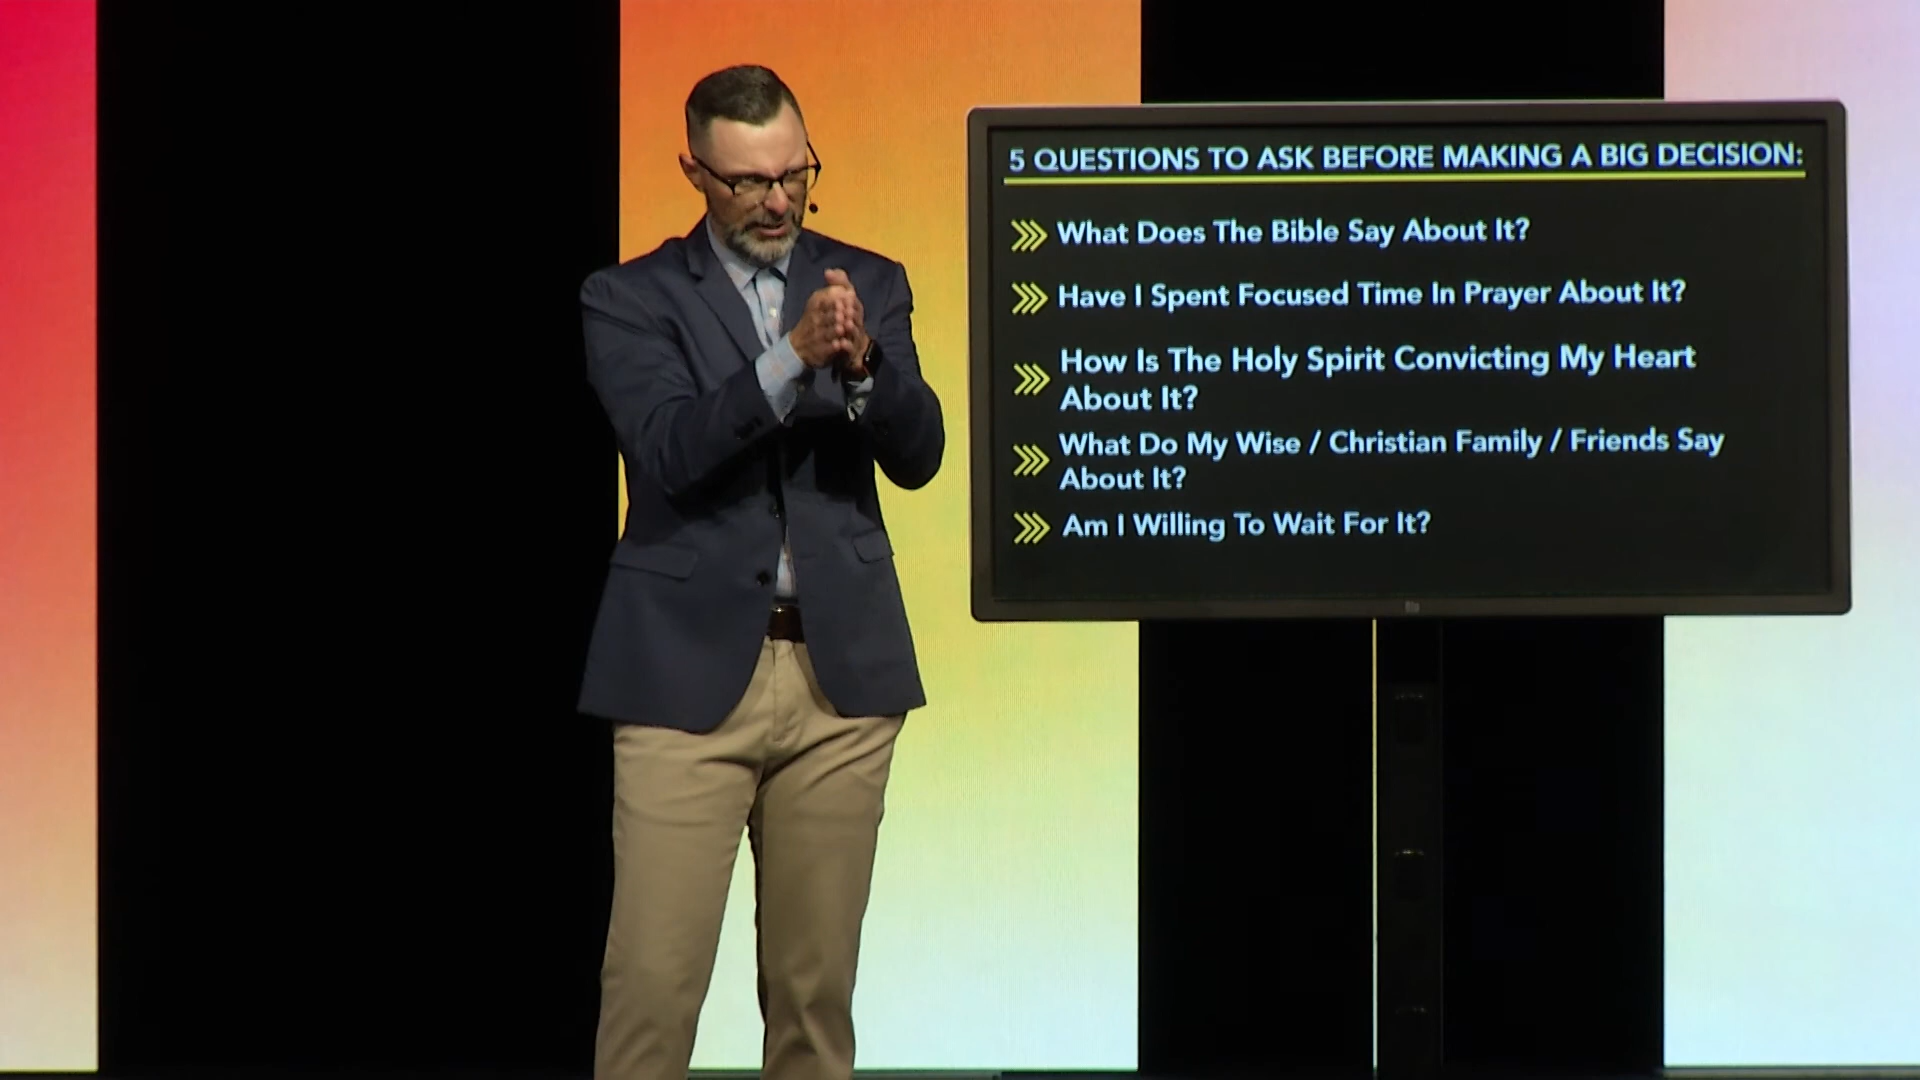 5 QUESTIONS TO ASK BEFORE MAKING A BIG DECISION:
What Does The Bible Say About It?
Have I Spent Focused Time In Prayer About It?
How Is The Holy Spirit Convicting My Heart
About It?
What Do My Wise / Christian Family / Friends Say
About It?
Am I Willing To Wait For It?